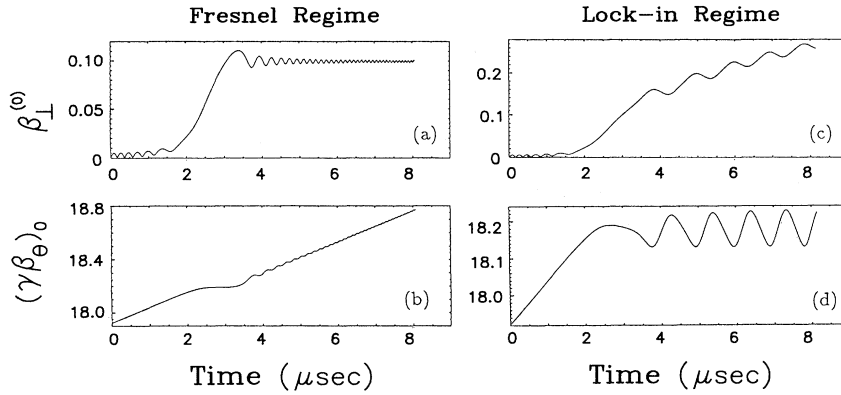 Fresnel Regime
Lock-in Regime
β⊥(0)
0.10
0.05
0
(a)
0 2 4 6 8
0.2
0.1
0
(c)
0 2 4 6 8
(γβθ)0
18.8
18.4
18.0
(b)
0 2 4 6 8
Time (μsec)
18.2
18.1
18.0
(d)
0 2 4 6 8
Time (μsec)